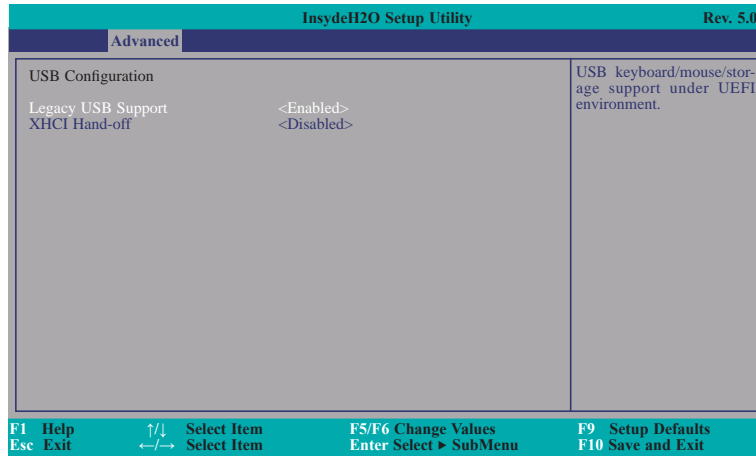 InsydeH2O Setup Utility Rev. 5.0
Advanced
USB Configuration
Legacy USB Support <Enabled>
XHCI Hand-off <Disabled>
USB keyboard/mouse/stor-
age support under UEFI
environment.
F1 Help ↑/↓ Select Item F5/F6 Change Values F9 Setup Defaults
Esc Exit ←/→ Select Item Enter Select ► SubMenu F10 Save and Exit